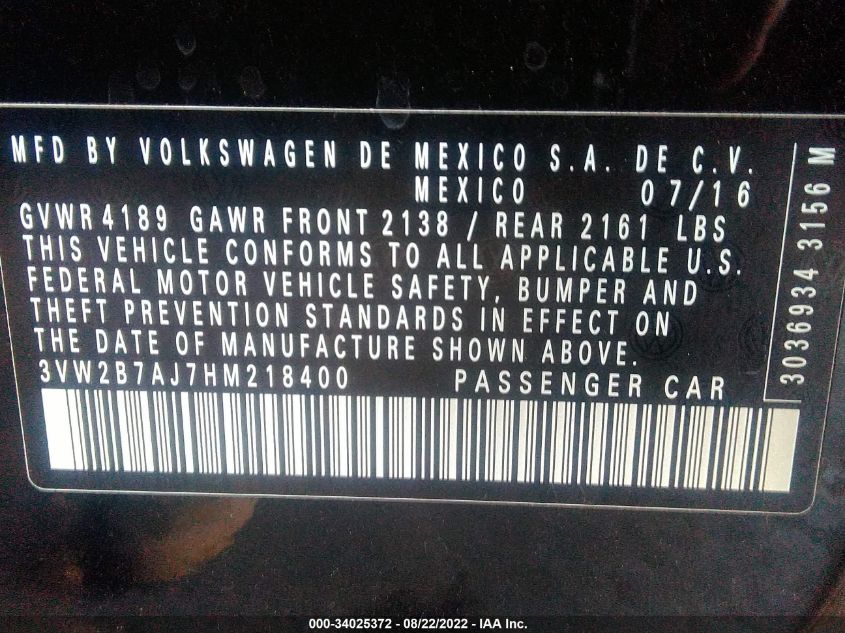 MFD BY VOLKSWAGEN DE MEXICO S.A. DE C.V.
MEXICO 07/16
GVWR 4189 GAWR FRONT 2138 / REAR 2161 LBS
THIS VEHICLE CONFORMS TO ALL APPLICABLE U.S.
FEDERAL MOTOR VEHICLE SAFETY, BUMPER AND
THEFT PREVENTION STANDARDS IN EFFECT ON
THE DATE OF MANUFACTURE SHOWN ABOVE.
3VW2B7AJ7HM218400 PASSENGER CAR
3036934 3156 M
000-34025372 - 08/22/2022 - IAA Inc.